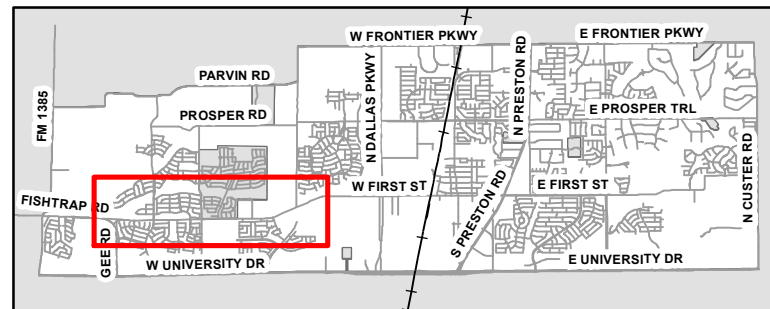 W FRONTIER PKWY
E FRONTIER PKWY
PARVIN RD
PROSPER RD
FM 1385
N DALLAS PKWY
N PRESTON RD
E PROSPER TRL
N CUSTER RD
W FIRST ST
E FIRST ST
FISHTRAP RD
S PRESTON RD
GEE RD
W UNIVERSITY DR
E UNIVERSITY DR